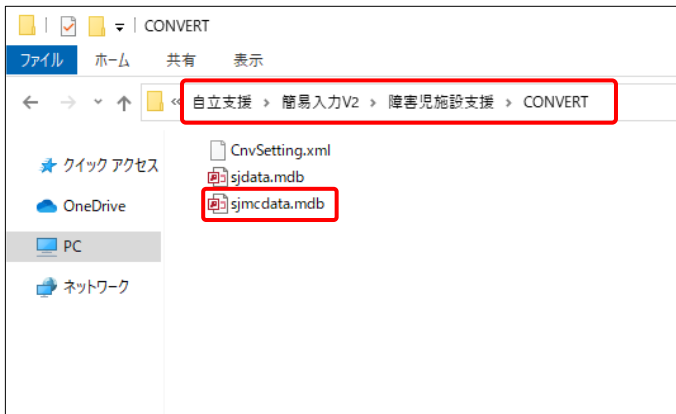 CONVERT
ファイル ホーム 共有 表示
« 自立支援 › 簡易入力V2 › 障害児施設支援 › CONVERT
クイック アクセス
OneDrive
PC
ネットワーク
CnvSetting.xml
sjdata.mdb
sjmcdata.mdb